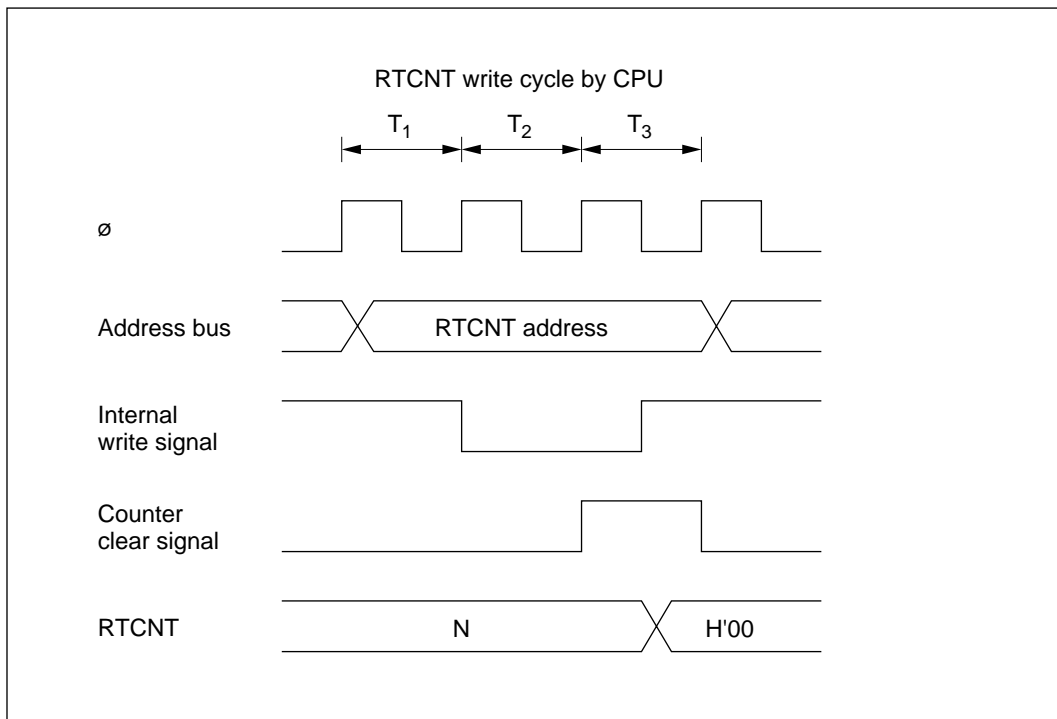 RTCNT write cycle by CPU
T1 T2 T3
ø
Address bus RTCNT address
Internal
write signal
Counter
clear signal
RTCNT N H'00